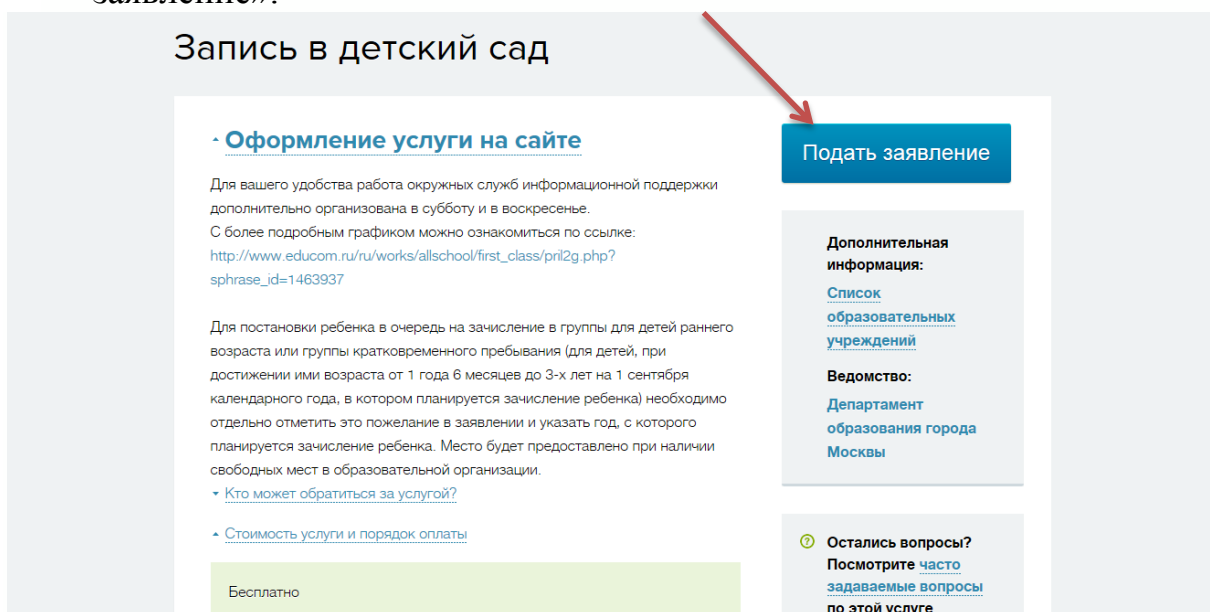 заявление».
Запись в детский сад
Оформление услуги на сайте
Для вашего удобства работа окружных служб информационной поддержки
дополнительно организована в субботу и в воскресенье.
С более подробным графиком можно ознакомиться по ссылке:
http://www.educom.ru/ru/works/allschool/first_class/pril2g.php?
sphrase_id=1463937
Для постановки ребенка в очередь на зачисление в группы для детей раннего
возраста или группы кратковременного пребывания (для детей, при
достижении ими возраста от 1 года 6 месяцев до 3-х лет на 1 сентября
календарного года, в котором планируется зачисление ребенка) необходимо
отдельно отметить это пожелание в заявлении и указать год, с которого
планируется зачисление ребенка. Место будет предоставлено при наличии
свободных мест в образовательной организации.
Кто может обратиться за услугой?
Стоимость услуги и порядок оплаты
Бесплатно
Подать заявление
Дополнительная
информация:
Список
образовательных
учреждений
Ведомство:
Департамент
образования города
Москвы
Остались вопросы?
Посмотрите часто
задаваемые вопросы
по этой услуге